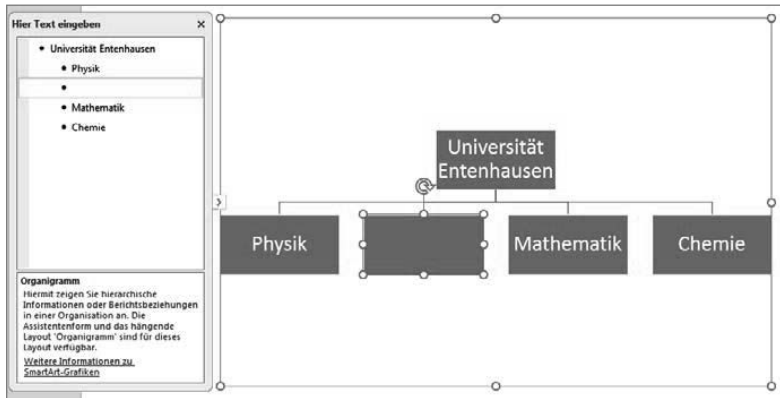 Hier Text eingeben
Universität Entenhausen
Physik
Mathematik
Chemie
Organigramm
Hiermit zeigen Sie hierarchische
Informationen oder Berichtsbeziehungen
in einer Organisation an. Die
Assistentenform und das hängende
Layout 'Organigramm' sind für dieses
Layout verfügbar.
Weitere Informationen zu
SmartArt-Grafiken
Universität
Entenhausen
Physik
Mathematik
Chemie